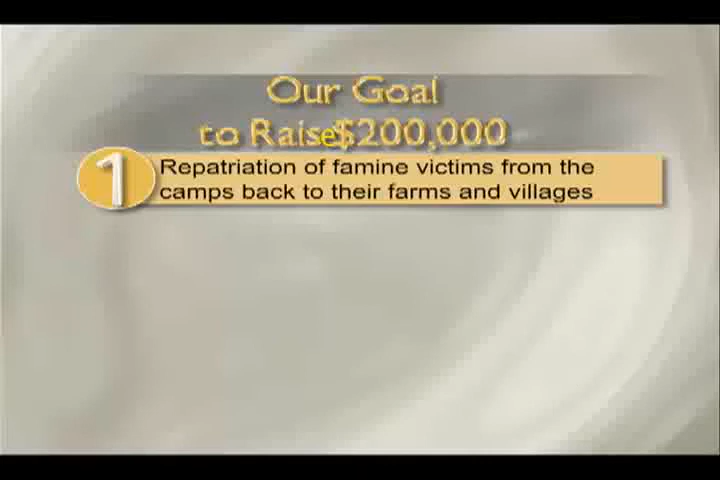 Our Goal
to Raise $200,000
1 Repatriation of famine victims from the
camps back to their farms and villages